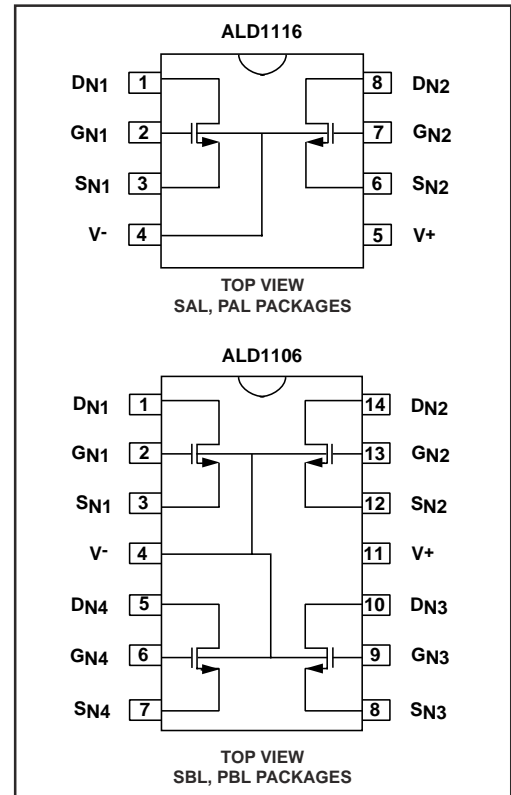 ALD1116
DN1 1 8 DN2
GN1 2 7 GN2
SN1 3 6 SN2
V- 4 5 V+
TOP VIEW
SAL, PAL PACKAGES
ALD1106
DN1 1 14 DN2
GN1 2 13 GN2
SN1 3 12 SN2
V- 4 11 V+
DN4 5 10 DN3
GN4 6 9 GN3
SN4 7 8 SN3
TOP VIEW
SBL, PBL PACKAGES